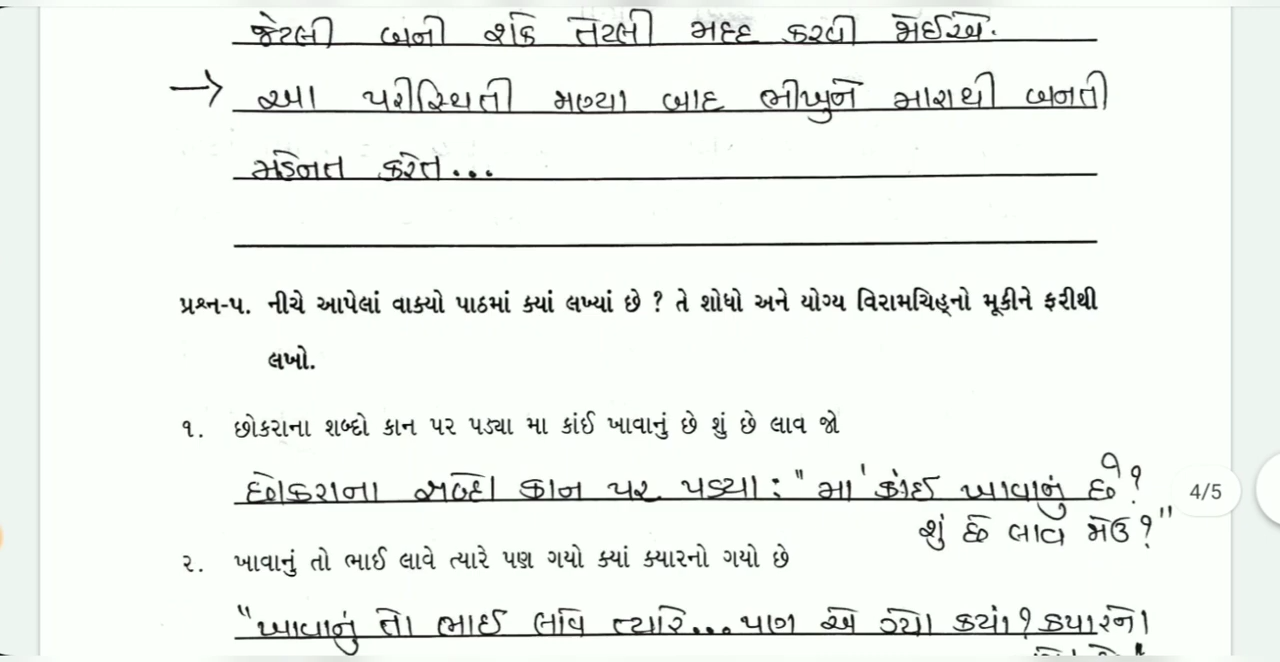 જેટલી બની શકે તેટલી મદદ કરવી જોઈએ.
→ આ પરીસ્થિતી મળ્યા બાદ ભીખુને મારાથી બનતી
મહેનત કરેત...
પ્રશ્ન-૫. નીચે આપેલાં વાક્યો પાઠમાં ક્યાં લખ્યાં છે ? તે શોધો અને યોગ્ય વિરામચિહ્નો મૂકીને ફરીથી
લખો.
૧. છોકરાના શબ્દો કાન પર પડ્યા મા કાંઈ ખાવાનું છે શું છે લાવ જો
છોકરાના શબ્દો કાન પર પડ્યા : "મા' કાંઈ ખાવાનું છે?
4/5
શું છે લાવ જોઉ?"
૨. ખાવાનું તો ભાઈ લાવે ત્યારે પણ ગયો ક્યાં ક્યારનો ગયો છે
"ખાવાનું તો ભાઈ લાવે ત્યારે...પણ એ ગ્યો કયાં? કયારનો